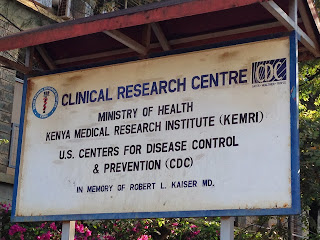 CLINICAL RESEARCH CENTRE
CDC
MINISTRY OF HEALTH
KENYA MEDICAL RESEARCH INSTITUTE (KEMRI)
U.S. CENTERS FOR DISEASE CONTROL
& PREVENTION (CDC)
IN MEMORY OF ROBERT L. KAISER MD.